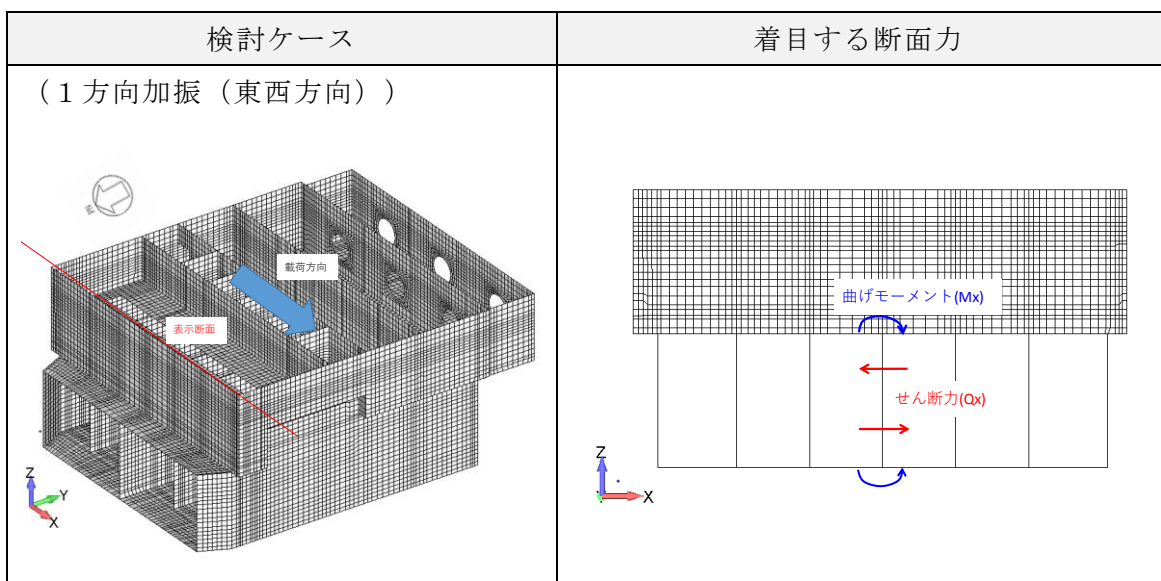 検討ケース
着目する断面力
(1方向加振(東西方向))
N
載荷方向
表示断面
Z
Y
X
曲げモーメント(Mx)
せん断力(Qx)
Z
X